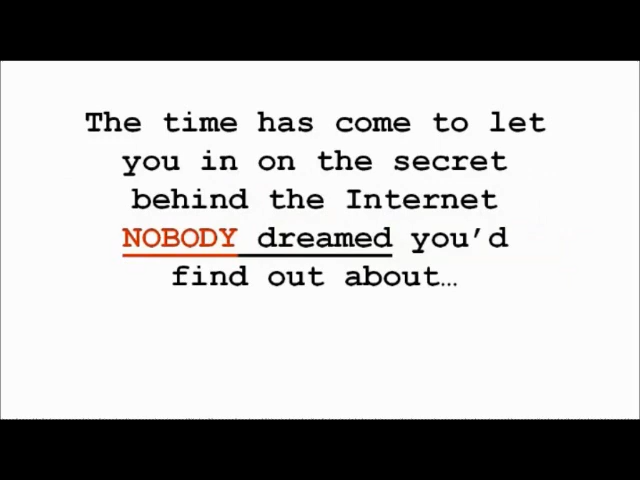 The time has come to let
you in on the secret
behind the Internet
NOBODY dreamed you’d
find out about…